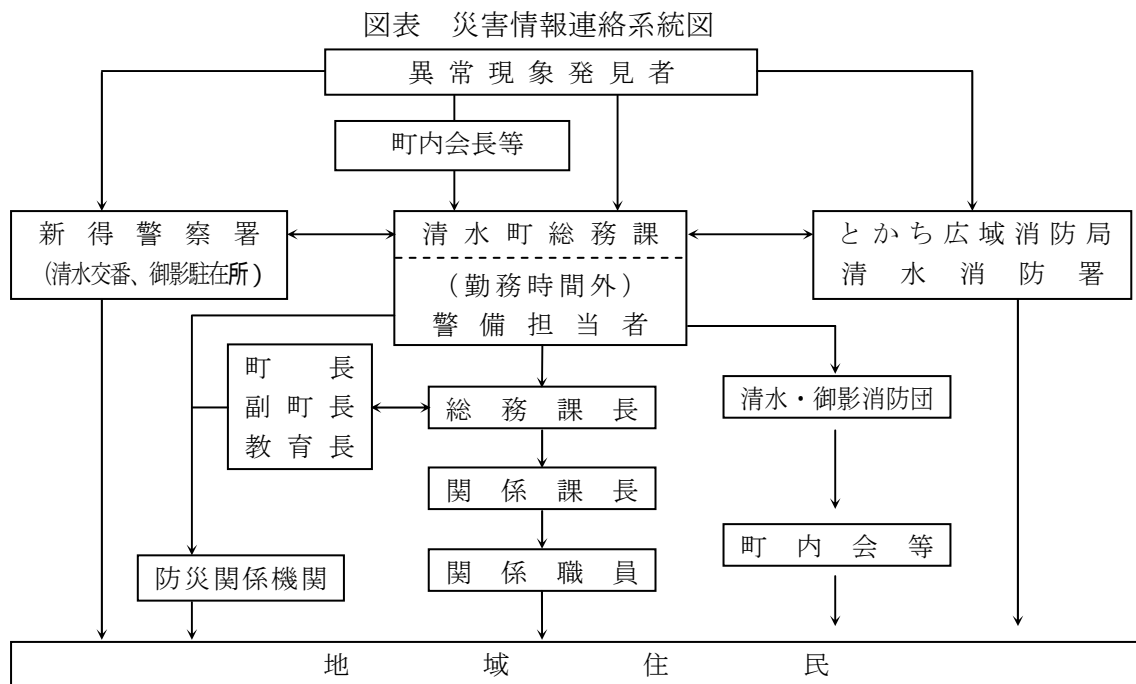 図表　災害情報連絡系統図
異常現象発見者
町内会長等
新得警察署
(清水交番、御影駐在所)
清水町総務課
(勤務時間外)
警備担当者
とかち広域消防局
清水消防署
町長
副町長
教育長
総務課長
清水・御影消防団
関係課長
町内会等
防災関係機関
関係職員
地域住民